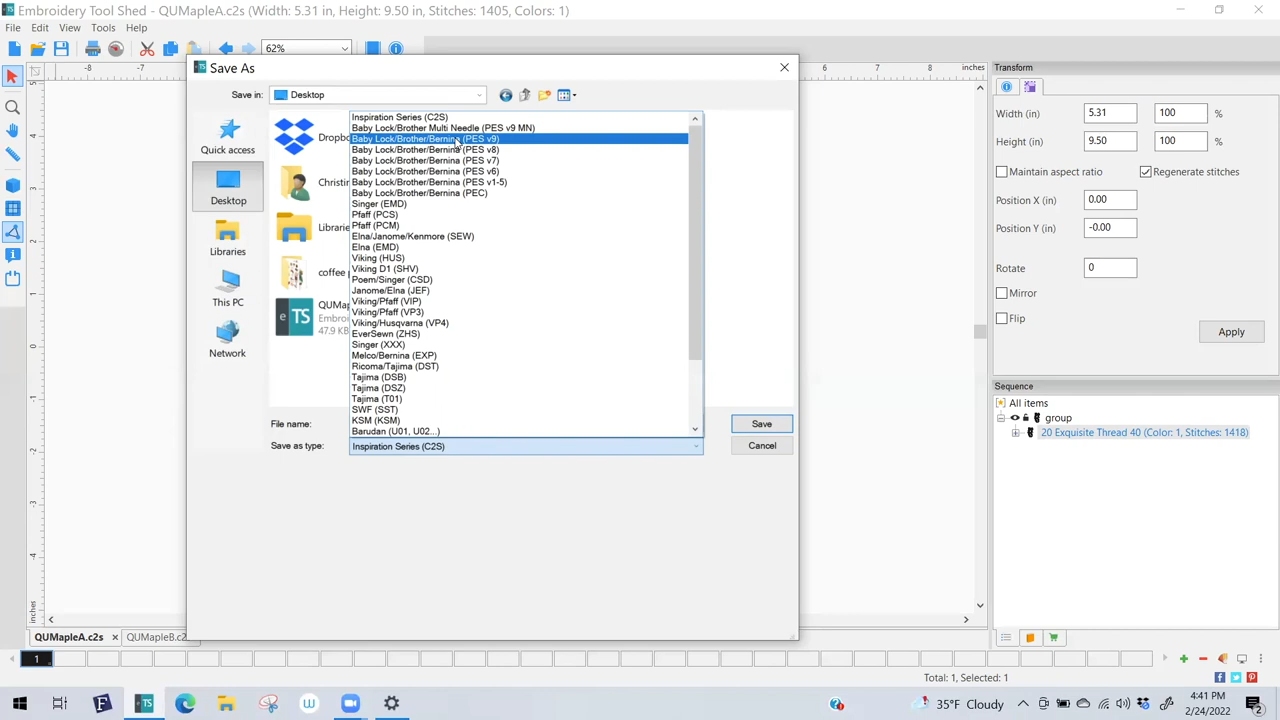 Embroidery Tool Shed - QUMapleA.c2s (Width: 5.31 in, Height: 9.50 in, Stitches: 1405, Colors: 1)
File Edit View Tools Help
62%
Save As
Save in: Desktop
inches
-8 -7 6 7 8
Quick access
Desktop
Libraries
This PC
Network
Christin
Librarie
coffee
QUMap
Embro
47.9 KB
Inspiration Series (C2S)
Baby Lock/Brother Multi Needle (PES v9 MN)
Baby Lock/Brother/Bernina (PES v9)
Baby Lock/Brother/Bernina (PES v8)
Baby Lock/Brother/Bernina (PES v7)
Baby Lock/Brother/Bernina (PES v6)
Baby Lock/Brother/Bernina (PES v1-5)
Baby Lock/Brother/Bernina (PEC)
Singer (EMD)
Pfaff (PCS)
Pfaff (PCM)
Elna/Janome/Kenmore (SEW)
Elna (EMD)
Viking (HUS)
Viking D1 (SHV)
Poem/Singer (CSD)
Janome/Elna (JEF)
Viking/Pfaff (VIP)
Viking/Pfaff (VP3)
Viking/Husqvarna (VP4)
EverSewn (ZHS)
Singer (XXX)
Melco/Bernina (EXP)
Ricoma/Tajima (DST)
Tajima (DSB)
Tajima (DSZ)
Tajima (T01)
SWF (SST)
KSM (KSM)
Barudan (U01, U02...)
File name:
Save
Save as type: Inspiration Series (C2S)
Cancel
Transform
Width (in) 5.31 100 %
Height (in) 9.50 100 %
Maintain aspect ratio Regenerate stitches
Position X (in) 0.00
Position Y (in) -0.00
Rotate 0
Mirror
Flip
Apply
Sequence
All items
group
20 Exquisite Thread 40 (Color: 1, Stitches: 1418)
inches
QUMapleA.c2s QUMapleB.c2
1
Total: 1, Selected: 1
35°F Cloudy
4:41 PM
2/24/2022